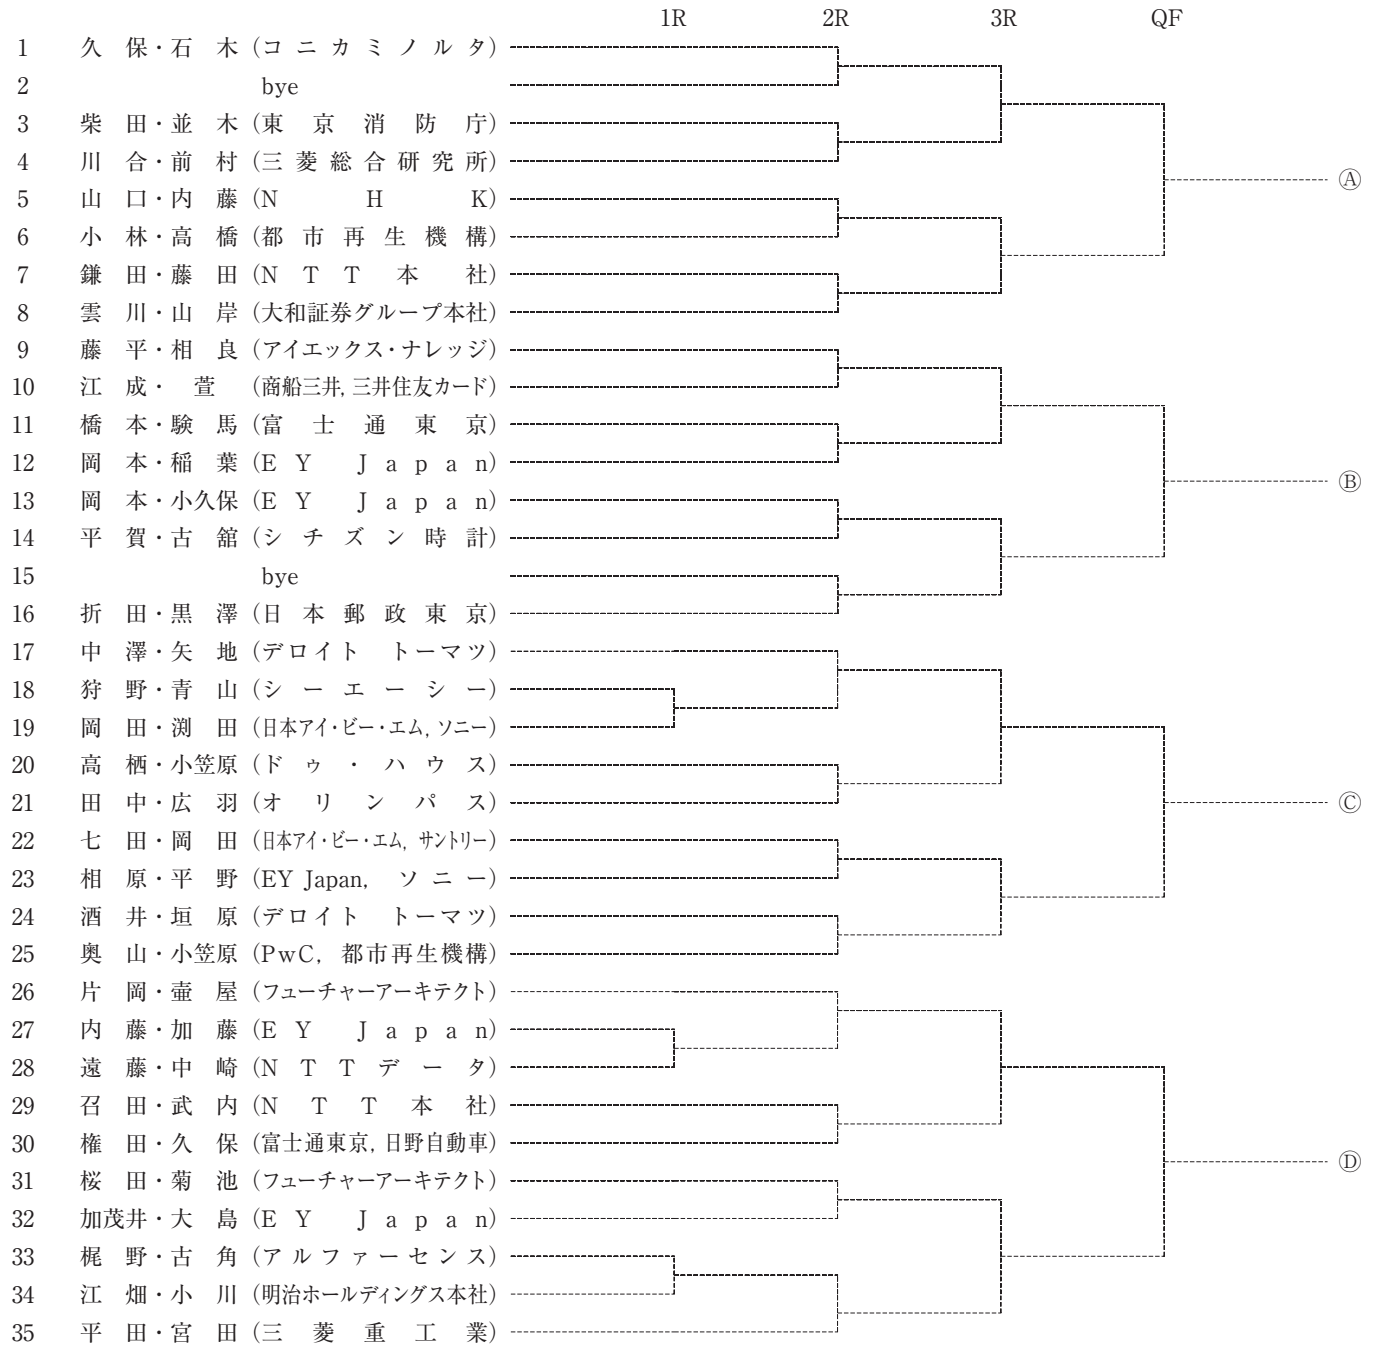 1R 2R 3R QF
1 久保・石木 (コニカミノルタ)
2 bye
3 柴田・並木 (東京消防庁)
4 川合・前村 (三菱総合研究所)
Ⓐ
5 山口・内藤 (NHK)
6 小林・高橋 (都市再生機構)
7 鎌田・藤田 (NTT本社)
8 雲川・山岸 (大和証券グループ本社)
9 藤平・相良 (アイエックス・ナレッジ)
10 江成・萱 (商船三井, 三井住友カード)
11 橋本・験馬 (富士通東京)
12 岡本・稲葉 (EY Japan)
Ⓑ
13 岡本・小久保 (EY Japan)
14 平賀・古舘 (シチズン時計)
15 bye
16 折田・黒澤 (日本郵政東京)
17 中澤・矢地 (デロイト トーマツ)
18 狩野・青山 (シーエーシー)
19 岡田・渕田 (日本アイ・ビー・エム, ソニー)
20 高栖・小笠原 (ドゥ・ハウス)
21 田中・広羽 (オリンパス) Ⓒ
22 七田・岡田 (日本アイ・ビー・エム, サントリー)
23 相原・平野 (EY Japan, ソニー)
24 酒井・垣原 (デロイト トーマツ)
25 奥山・小笠原 (PwC, 都市再生機構)
26 片岡・壷屋 (フューチャーアーキテクト)
27 内藤・加藤 (EY Japan)
28 遠藤・中崎 (NTTデータ)
29 召田・武内 (NTT本社)
30 権田・久保 (富士通東京, 日野自動車)
Ⓓ
31 桜田・菊池 (フューチャーアーキテクト)
32 加茂井・大島 (EY Japan)
33 梶野・古角 (アルファーセンス)
34 江畑・小川 (明治ホールディングス本社)
35 平田・宮田 (三菱重工業)